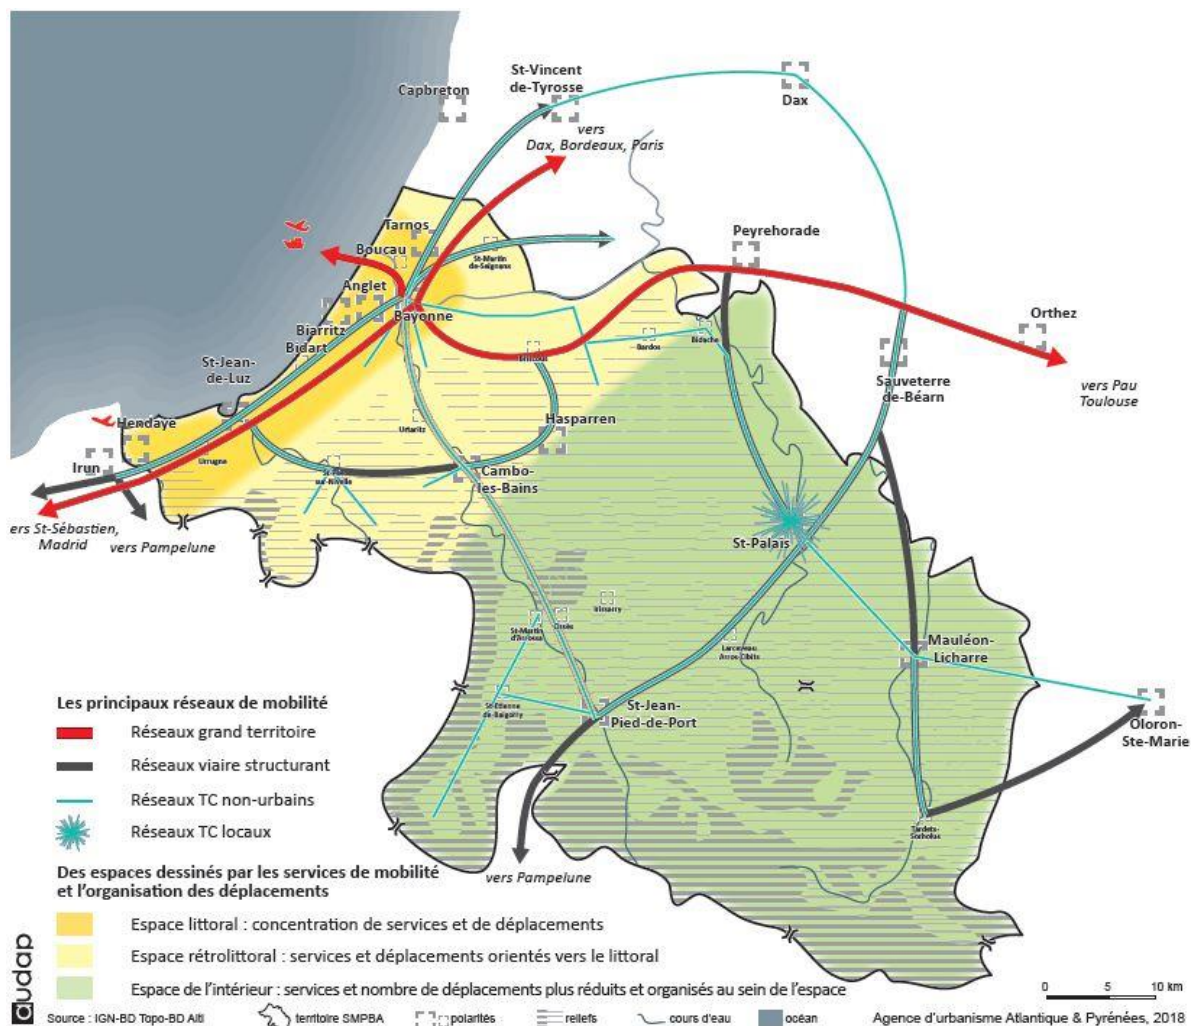 St-Vincent
de-Tyrosse
Capbreton
Dax
vers
Dax, Bordeaux, Paris
Tarnos
Boucau
St-Martin
de-Seignanx
Peyrehorade
Anglet
Bayonne
Biarritz
Bidart
Orthez
Bardos
Bidache
St-Jean-
de-Luz
Sauveterre
de-Béarn
vers Pau
Toulouse
Hendaye
Hasparren
Urrugne
Irun
Cambo-
les-Bains
ers St-Sébastien,
Madrid
vers Pampelune
St-Palais
Irissarry
St-Martin
d'Arrossa
Ossès
Larceveau
Arros-Cibits
Mauléon-
Licharre
St-Etienne
de-Baigorry
St-Jean-
Pied-de-Port
Oloron-
Ste-Marie
Tardets-
Sorholus
vers Pampelune
Les principaux réseaux de mobilité
Réseaux grand territoire
Réseaux viaire structurant
Réseaux TC non-urbains
Réseaux TC locaux
Des espaces dessinés par les services de mobilité
et l'organisation des déplacements
Espace littoral : concentration de services et de déplacements
Espace rétrolittoral : services et déplacements orientés vers le littoral
Espace de l'intérieur : services et nombre de déplacements plus réduits et organisés au sein de l'espace
0 5 10 km
audap
Source : IGN-BD Topo-BD Alti
territoire SMPBA
polarités
reliefs
cours d'eau
océan
Agence d'urbanisme Atlantique & Pyrénées, 2018